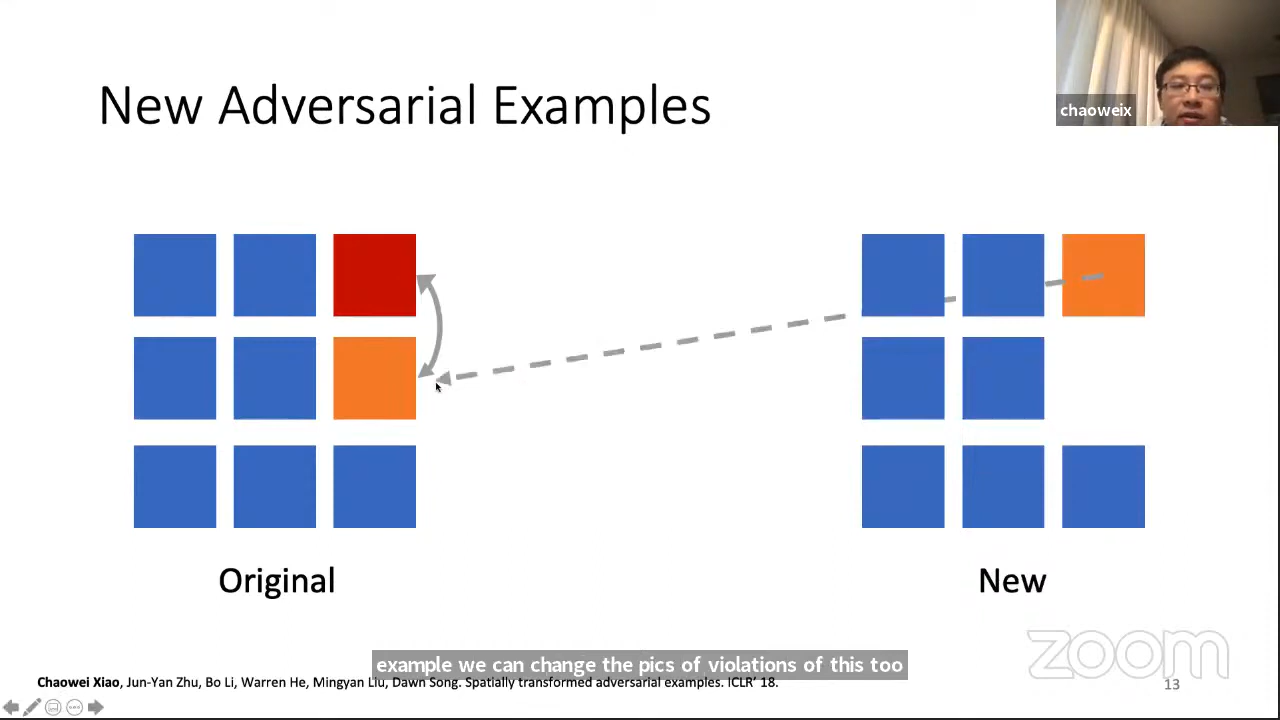 New Adversarial Examples
chaoweix
Original
New
zoom
example we can change the pics of violations of this too
Chaowei Xiao, Jun-Yan Zhu, Bo Li, Warren He, Mingyan Liu, Dawn Song. Spatially transformed adversarial examples. ICLR’ 18.
13